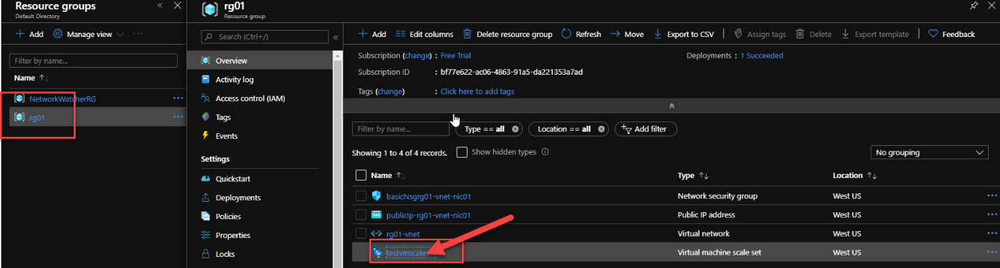 Resource groups
Default Directory
Add Manage view
Filter by name...
Name
NetworkWatcherRG
rg01
rg01
Resource group
Search (Ctrl+/)
Overview
Activity log
Access control (IAM)
Tags
Events
Settings
Quickstart
Deployments
Policies
Properties
Locks
Add Edit columns Delete resource group Refresh Move Export to CSV Assign tags Delete Export template Feedback
Subscription (change) : Free Trial Deployments : 1 Succeeded
Subscription ID : bf77e622-ac06-4863-91a5-da221353a7ad
Tags (change) : Click here to add tags
Filter by name... Type == all Location == all Add filter
Showing 1 to 4 of 4 records. Show hidden types No grouping
Name Type Location
basicNsgrg01-vnet-nic01 Network security group West US
publicIp-rg01-vnet-nic01 Public IP address West US
rg01-vnet Virtual network West US
testvmscale Virtual machine scale set West US